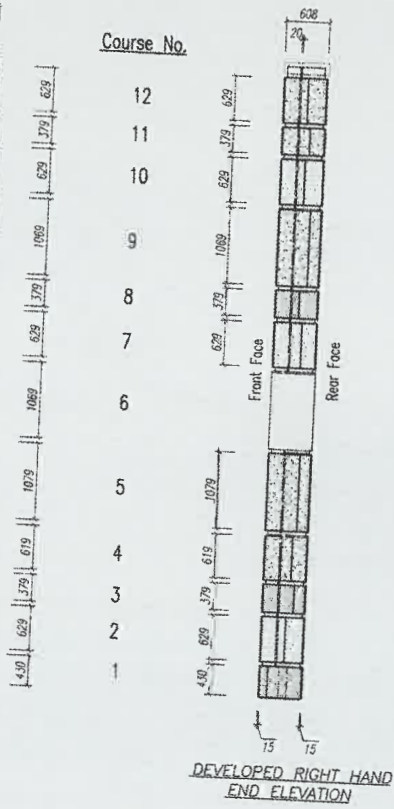 608
20
Course No.
629 12 629
379 11 379
629 10 629
1069 9 1069
379 8 379
629 7 629
Front Face Rear Face
1069 6
1079 5 1079
619 4 619
379 3 379
629 2 629
430 1 430
15 15
DEVELOPED RIGHT HAND
END ELEVATION